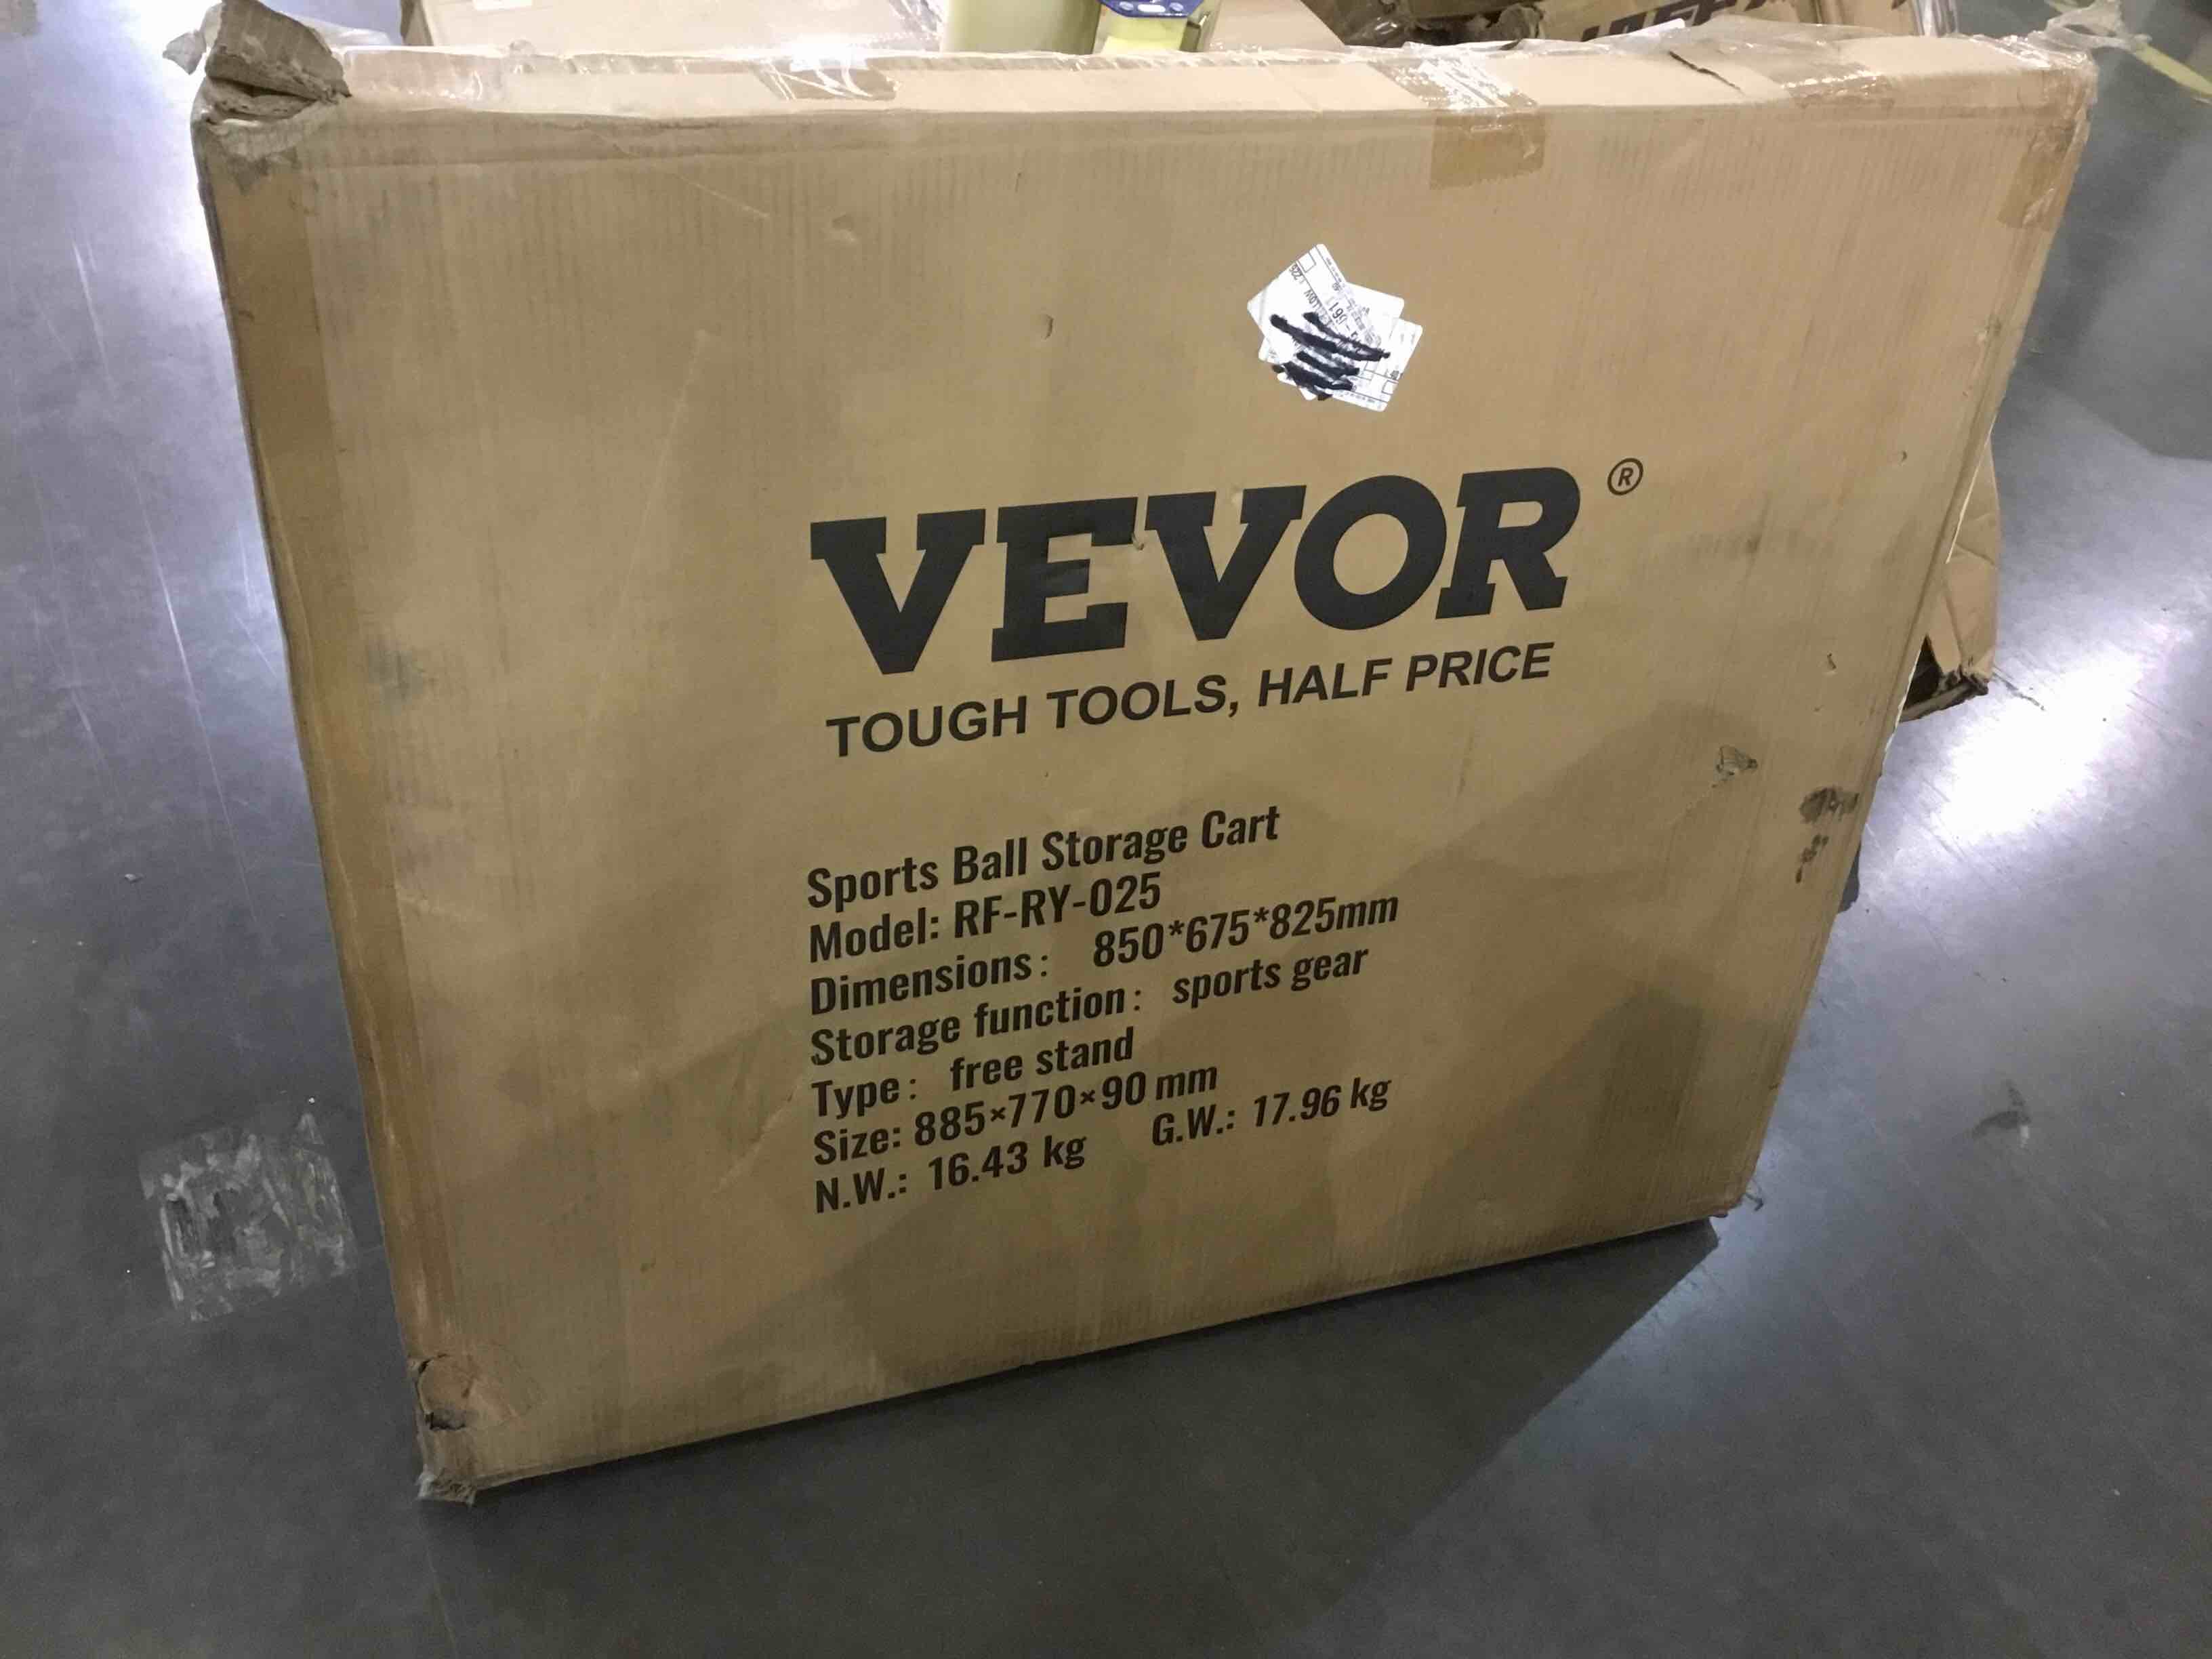 VEVOR®
TOUGH TOOLS, HALF PRICE
Sports Ball Storage Cart
Model: RF-RY-025
Dimensions: 850*675*825mm
Storage function: sports gear
Type: free stand
Size: 885×770×90 mm
N.W.: 16.43 kg G.W.: 17.96 kg